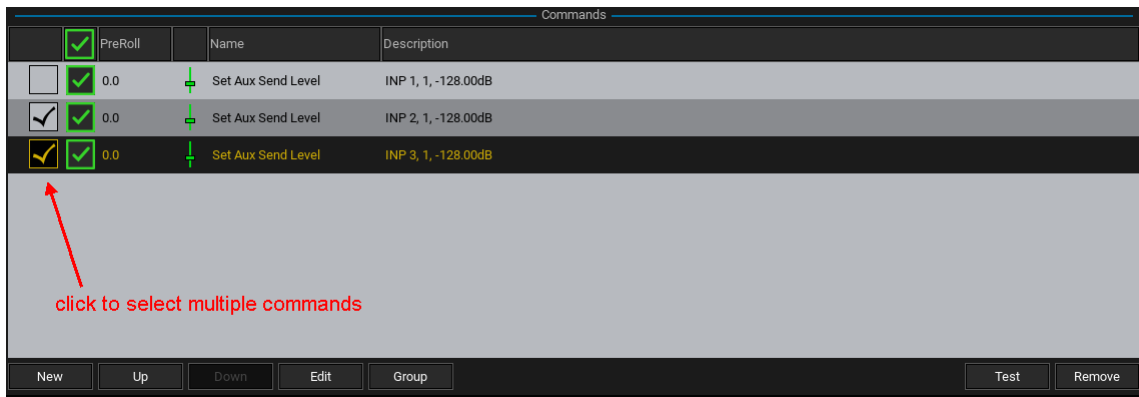 Commands
PreRoll Name Description
0.0 Set Aux Send Level INP 1, 1, -128.00dB
0.0 Set Aux Send Level INP 2, 1, -128.00dB
0.0 Set Aux Send Level INP 3, 1, -128.00dB
click to select multiple commands
New Up Down Edit Group Test Remove